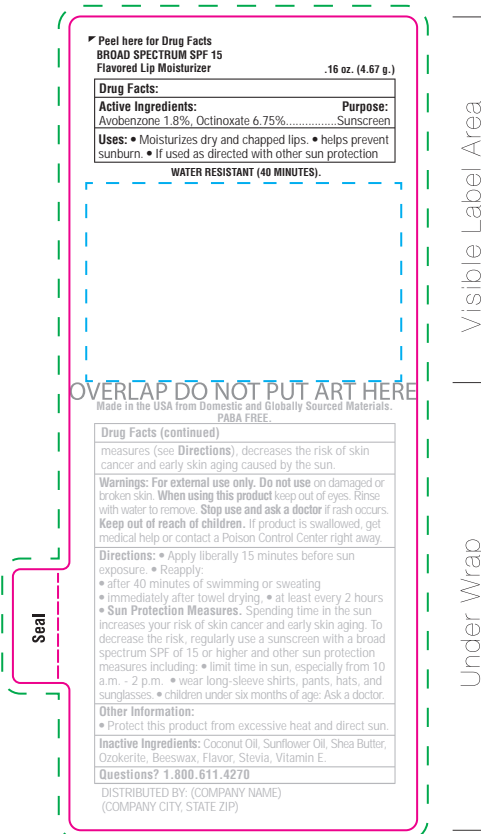 Peel here for Drug Facts
BROAD SPECTRUM SPF 15
Flavored Lip Moisturizer .16 oz. (4.67 g.)
Drug Facts:
Active Ingredients: Purpose:
Avobenzone 1.8%, Octinoxate 6.75%................Sunscreen
Uses: • Moisturizes dry and chapped lips. • helps prevent
sunburn. • If used as directed with other sun protection
WATER RESISTANT (40 MINUTES).
OVERLAP DO NOT PUT ART HERE
Made in the USA from Domestic and Globally Sourced Materials.
PABA FREE.
Drug Facts (continued)
measures (see Directions), decreases the risk of skin
cancer and early skin aging caused by the sun.
Warnings: For external use only. Do not use on damaged or
broken skin. When using this product keep out of eyes. Rinse
with water to remove. Stop use and ask a doctor if rash occurs.
Keep out of reach of children. If product is swallowed, get
medical help or contact a Poison Control Center right away.
Directions: • Apply liberally 15 minutes before sun
exposure. • Reapply:
• after 40 minutes of swimming or sweating
• immediately after towel drying, • at least every 2 hours
• Sun Protection Measures. Spending time in the sun
increases your risk of skin cancer and early skin aging. To
decrease the risk, regularly use a sunscreen with a broad
spectrum SPF of 15 or higher and other sun protection
measures including: • limit time in sun, especially from 10
a.m. - 2 p.m. • wear long-sleeve shirts, pants, hats, and
sunglasses. • children under six months of age: Ask a doctor.
Other Information:
• Protect this product from excessive heat and direct sun.
Inactive Ingredients: Coconut Oil, Sunflower Oil, Shea Butter,
Ozokerite, Beeswax, Flavor, Stevia, Vitamin E.
Questions? 1.800.611.4270
DISTRIBUTED BY: (COMPANY NAME)
(COMPANY CITY, STATE ZIP)
Seal
Visible Label Area
Under Wrap